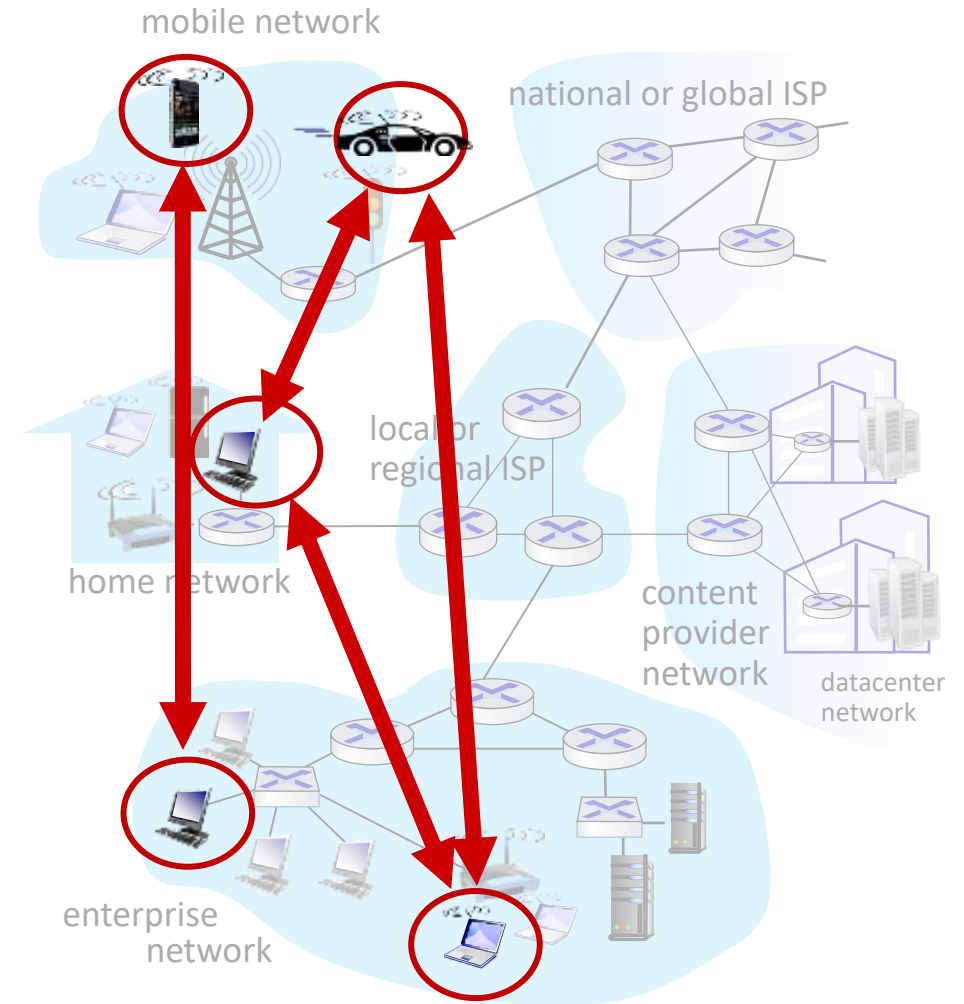 mobile network
national or global ISP
local or
regional ISP
home network
content
provider
network
datacenter
network
enterprise
network